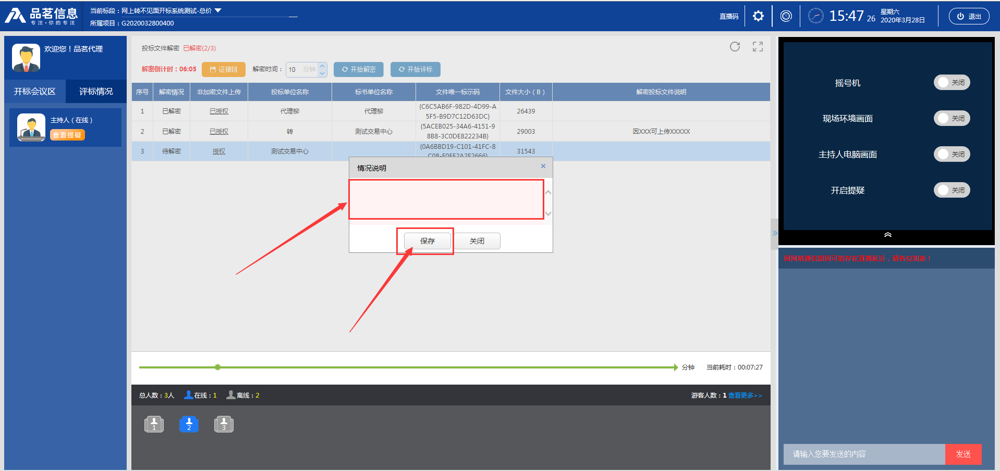 品茗信息
专注·你的专注
当前标段：网上转不见面开标系统测试-总价
所属项目：G2020032800400
直播码
15:47 26
星期六
2020年3月28日
退出
欢迎您！品茗代理
开标会议区
评标情况
主持人（在线）
查看提疑
投标文件解密 已解密(2/3)
解密倒计时：06:05
证据链
解密时间：
10 分钟
开始解密
开始评标
序号 解密情况 非加密文件上传 投标单位名称 标书单位名称 文件唯一标示码 文件大小（B） 解密投标文件说明
1 已解密 已授权 代理柳 代理柳 {C6C5AB6F-982D-4D99-A
5F5-B9D7C12D63DC} 26439
2 已解密 已授权 转 测试交易中心 {5ACEB025-34A6-4151-9
8B8-3C0DE822234B} 29003 因XXX可上传XXXXX
3 待解密 授权 测试交易中心 {0A6BBD19-C101-41FC-8
31543
情况说明
×
保存
关闭
分钟
当前耗时：00:07:27
总人数：3人
在线：1
离线：2
游客人数：1 查看更多>>
1
2
3
摇号机
关闭
现场环境画面
关闭
主持人电脑画面
关闭
开启提疑
关闭
因网络通信原因可能存在直播延迟，请各位知悉！
请输入您要发送的内容
发送